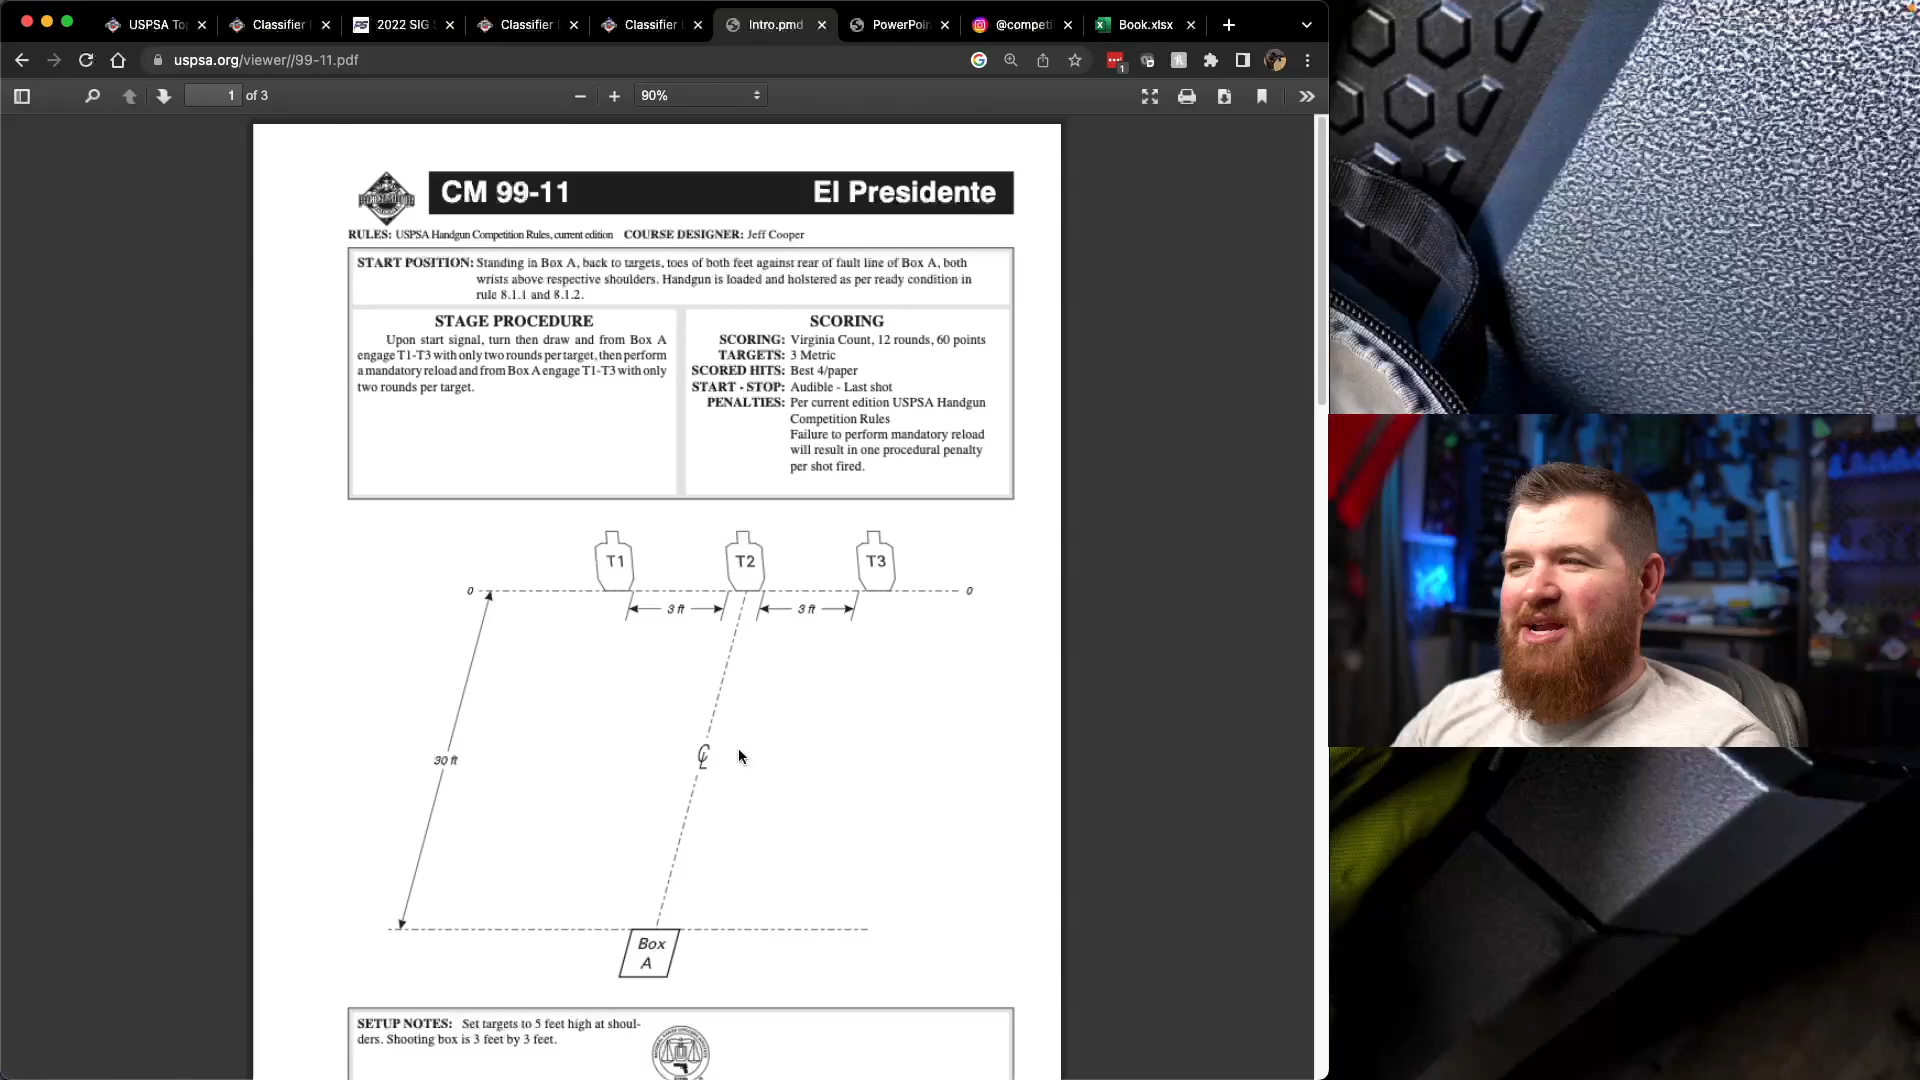 USPSA To
Classifier
2022 SIG
Classifier
Classifier
Intro.pmd
PowerPoin
@competi
Book.xlsx
uspsa.org/viewer//99-11.pdf
1
1 of 3
90%
CM 99-11 El Presidente
RULES: USPSA Handgun Competition Rules, current edition COURSE DESIGNER: Jeff Cooper
START POSITION: Standing in Box A, back to targets, toes of both feet against rear of fault line of Box A, both
wrists above respective shoulders. Handgun is loaded and holstered as per ready condition in
rule 8.1.1 and 8.1.2.
STAGE PROCEDURE
Upon start signal, turn then draw and from Box A
engage T1-T3 with only two rounds per target, then perform
a mandatory reload and from Box A engage T1-T3 with only
two rounds per target.
SCORING
SCORING: Virginia Count, 12 rounds, 60 points
TARGETS: 3 Metric
SCORED HITS: Best 4/paper
START - STOP: Audible - Last shot
PENALTIES: Per current edition USPSA Handgun
Competition Rules
Failure to perform mandatory reload
will result in one procedural penalty
per shot fired.
T1 T2 T3
0 0
3 ft 3 ft
30 ft
CL
Box
A
SETUP NOTES: Set targets to 5 feet high at shoul-
ders. Shooting box is 3 feet by 3 feet.